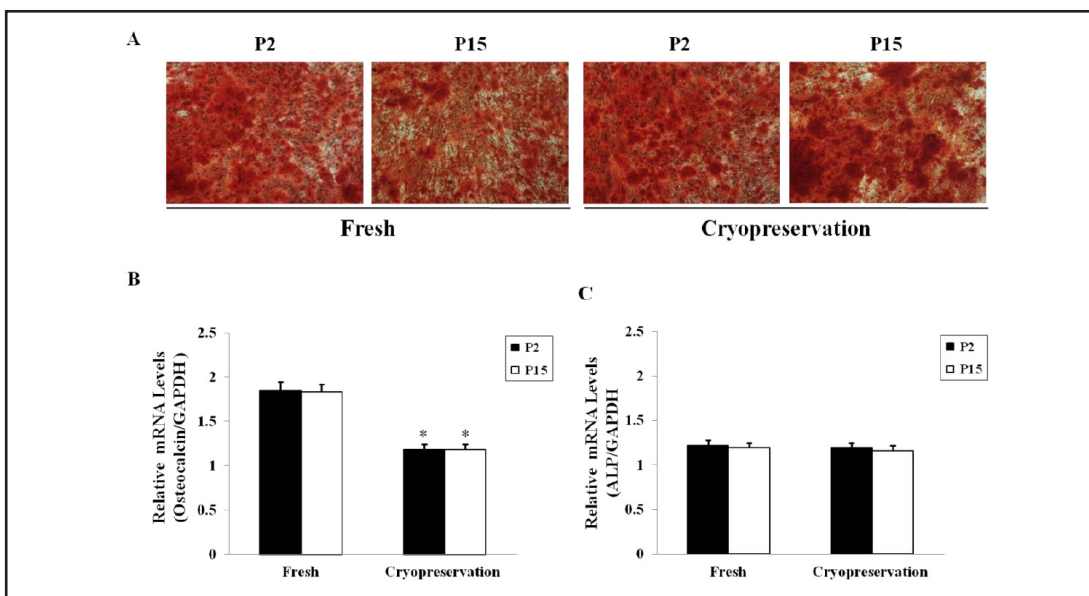 A
P2 P15 P2 P15
Fresh Cryopreservation
B
Relative mRNA Levels
(Osteocalcin/GAPDH)
2.5
2
1.5
1
0.5
0
P2
P15
* *
Fresh Cryopreservation
C
Relative mRNA Levels
(ALP/GAPDH)
2.5
2
1.5
1
0.5
0
P2
P15
Fresh Cryopreservation